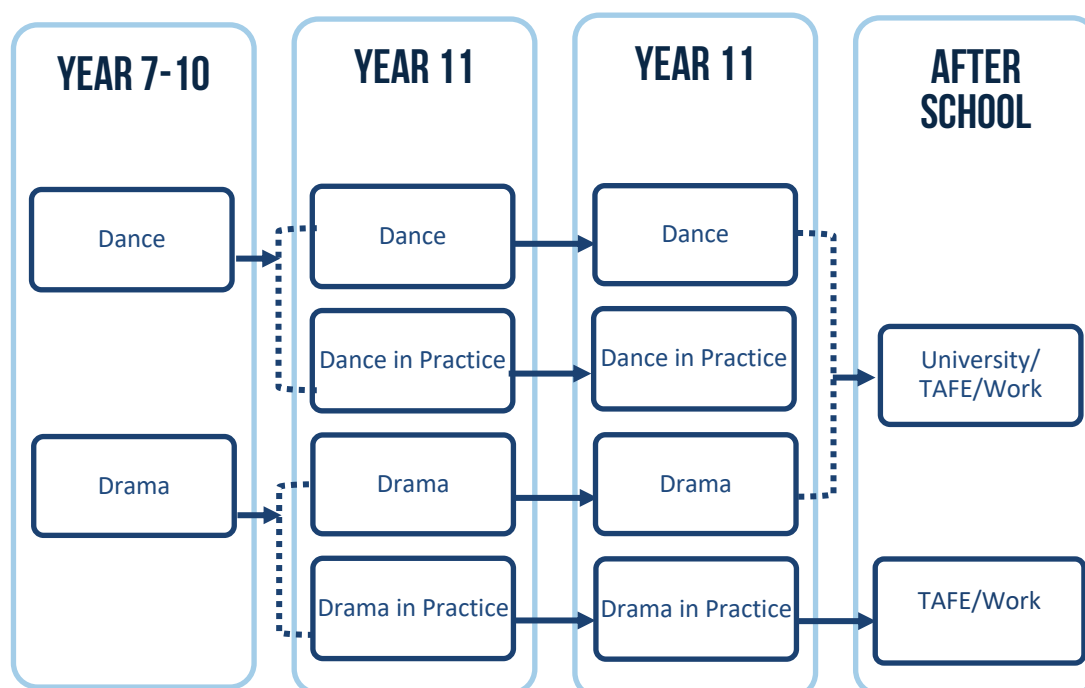 YEAR 7-10
YEAR 11
YEAR 11
AFTER
SCHOOL
Dance
Dance
Dance
Dance in Practice
Dance in Practice
University/
TAFE/Work
Drama
Drama
Drama
Drama in Practice
Drama in Practice
TAFE/Work